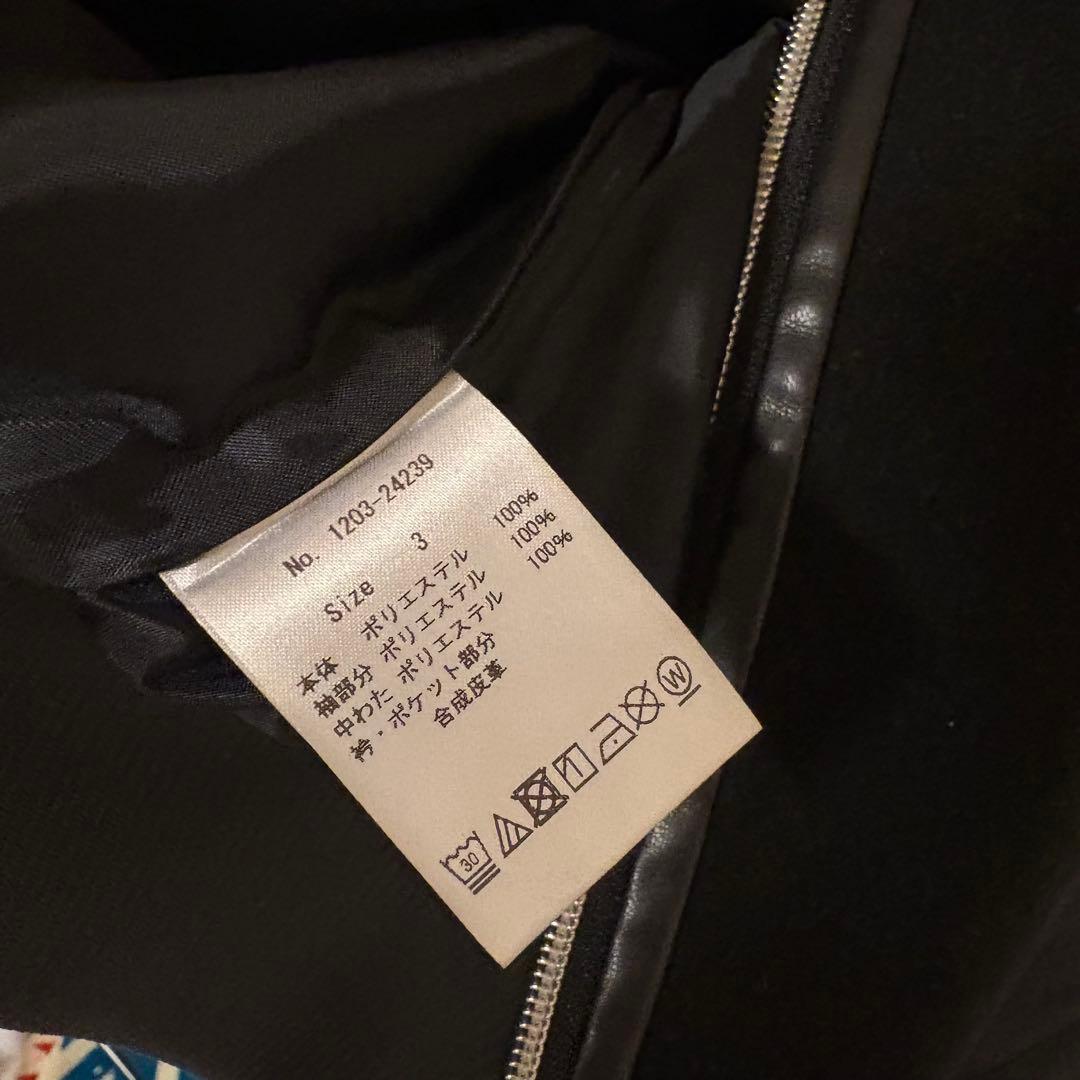 No. 1203-24239
Size 3
本体 ポリエステル 100%
袖部分 ポリエステル 100%
中わた ポリエステル 100%
衿・ポケット部分
合成皮革
30
W